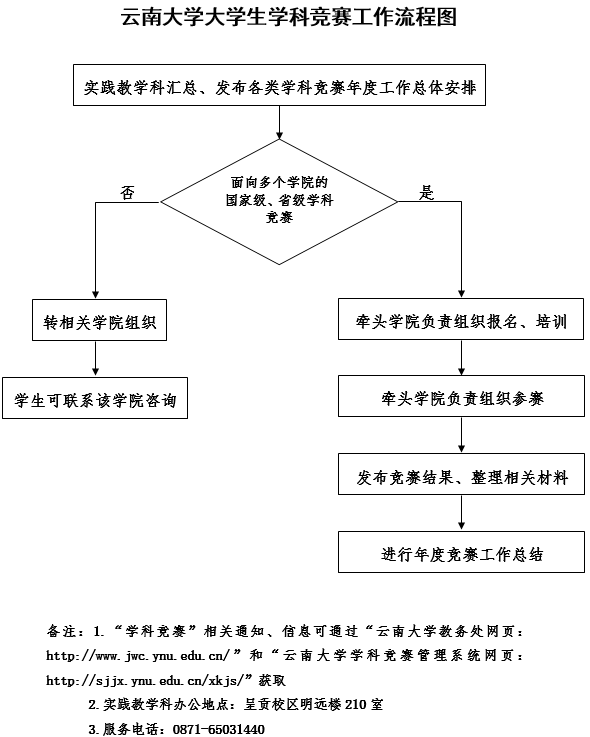 云南大学大学生学科竞赛工作流程图
实践教学科汇总、发布各类学科竞赛年度工作总体安排
面向多个学院的
国家级、省级学科
竞赛
否
是
转相关学院组织
学生可联系该学院咨询
牵头学院负责组织报名、培训
牵头学院负责组织参赛
发布竞赛结果、整理相关材料
进行年度竞赛工作总结
备注：1.“学科竞赛”相关通知、信息可通过“云南大学教务处网页：
http://www.jwc.ynu.edu.cn/”和“云南大学学科竞赛管理系统网页：
http://sjjx.ynu.edu.cn/xkjs/”获取
2.实践教学科办公地点：呈贡校区明远楼210室
3.服务电话：0871-65031440